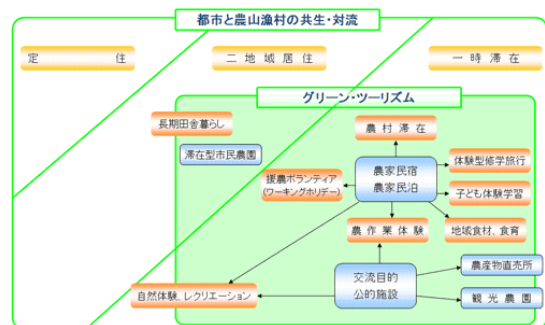 都市と農山漁村の共生・対流
定住
二地域居住
一時滞在
グリーン・ツーリズム
長期田舎暮らし
滞在型市民農園
農村滞在
援農ボランティア
(ワーキングホリデー)
農家民宿
農家民泊
体験型修学旅行
子ども体験学習
農作業体験
地域食材、食育
交流目的
公的施設
農産物直売所
観光農園
自然体験、レクリエーション